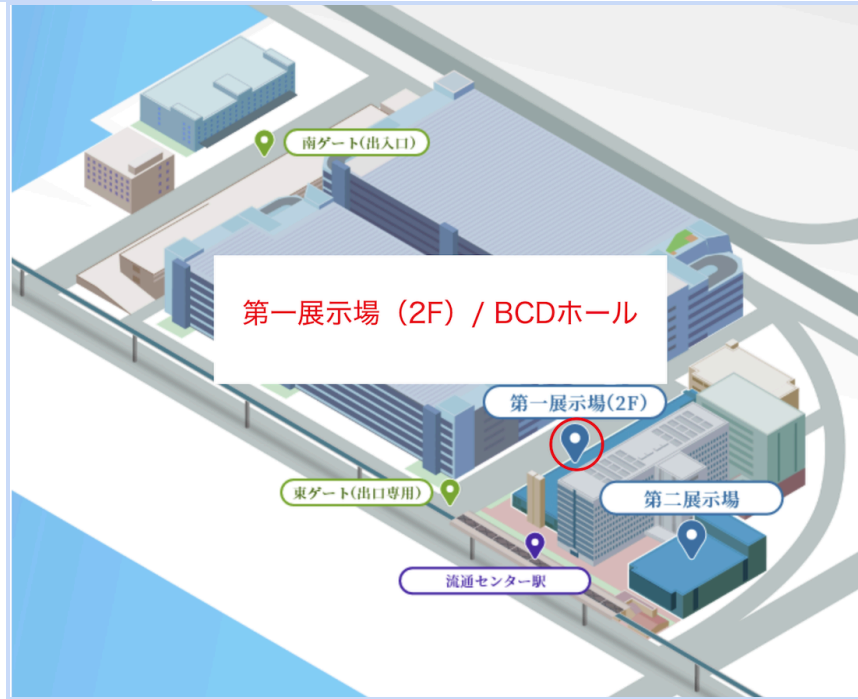 南ゲート(出入口)
第一展示場（2F）/ BCDホール
第一展示場(2F)
東ゲート(出口専用)
第二展示場
流通センター駅